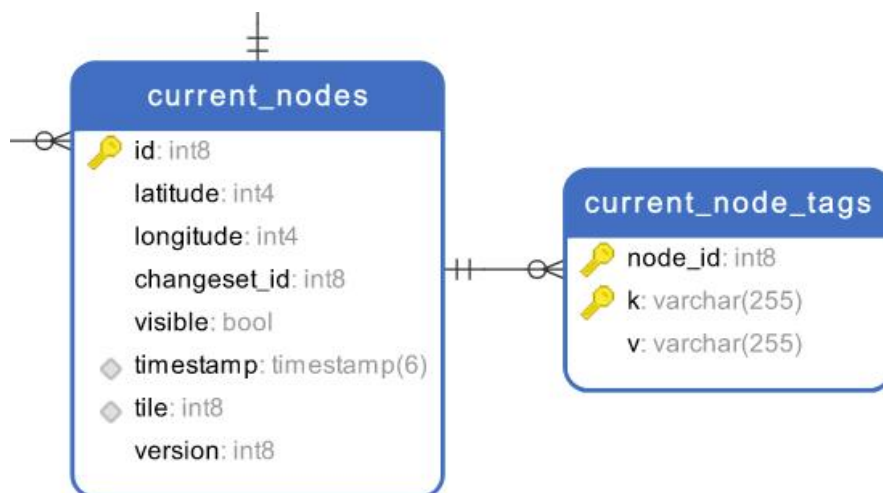 current_nodes
id: int8
latitude: int4
longitude: int4
changeset_id: int8
visible: bool
timestamp: timestamp(6)
tile: int8
version: int8
current_node_tags
node_id: int8
k: varchar(255)
v: varchar(255)